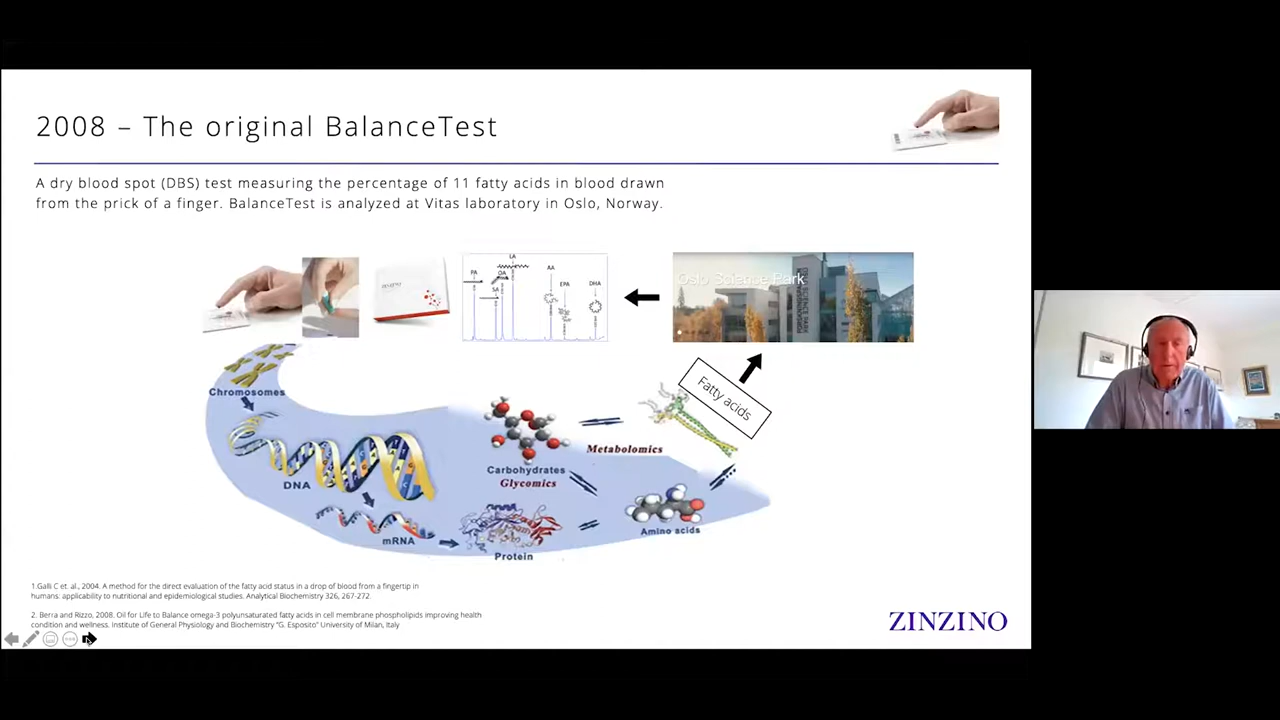 2008 – The original BalanceTest
A dry blood spot (DBS) test measuring the percentage of 11 fatty acids in blood drawn
from the prick of a finger. BalanceTest is analyzed at Vitas laboratory in Oslo, Norway.
ZINZINO
PA
SA
OA
LA
AA
EPA
DHA
Oslo Science Park
Fatty acids
Chromosomes
DNA
mRNA
Protein
Carbohydrates
Glycomics
Metabolomics
Amino acids
1.Galli C et. al., 2004. A method for the direct evaluation of the fatty acid status in a drop of blood from a fingertip in
humans: applicability to nutritional and epidemiological studies. Analytical Biochemistry 326, 267-272
2. Berra and Rizzo, 2008. Oil for Life to Balance omega-3 polyunsaturated fatty acids in cell membrane phospholipids improving health
condition and wellness. Institute of General Physiology and Biochemistry "G. Esposito" University of Milan, Italy
ZINZINO